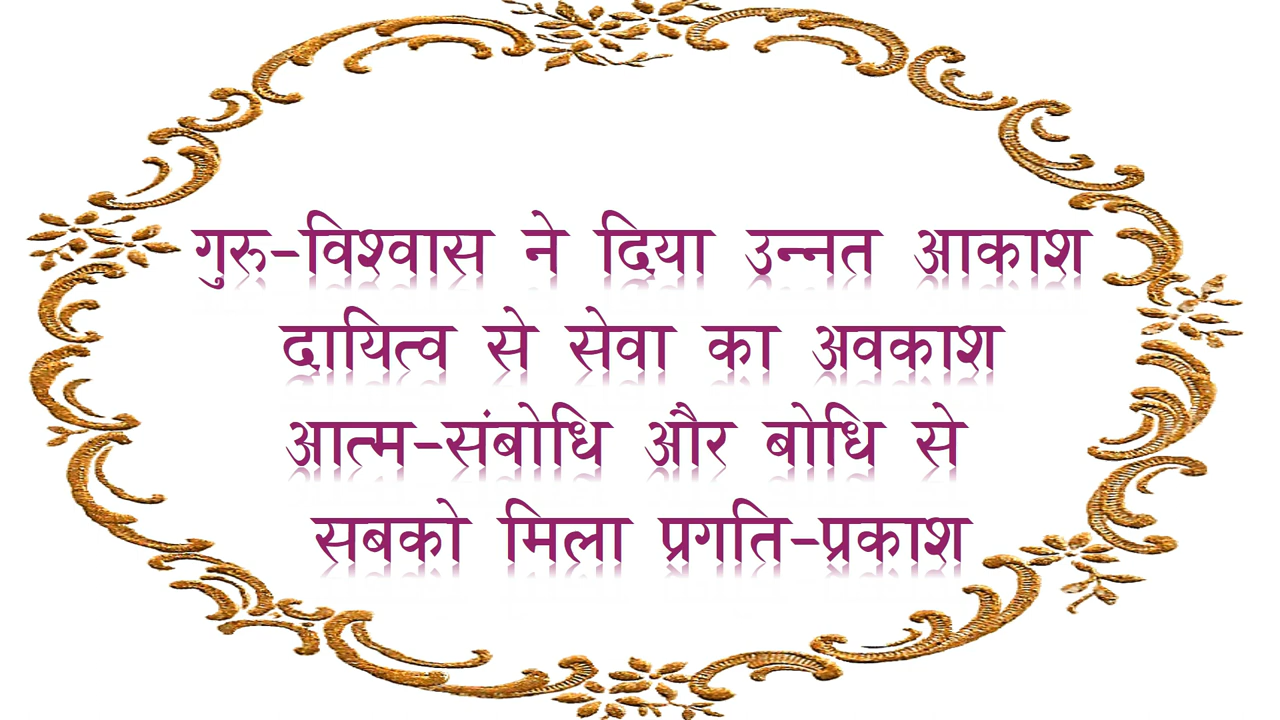 गुरु-विश्वास ने दिया उन्नत आकाश
दायित्व से सेवा का अवकाश
आत्म-संबोधि और बोधि से
सबको मिला प्रगति-प्रकाश